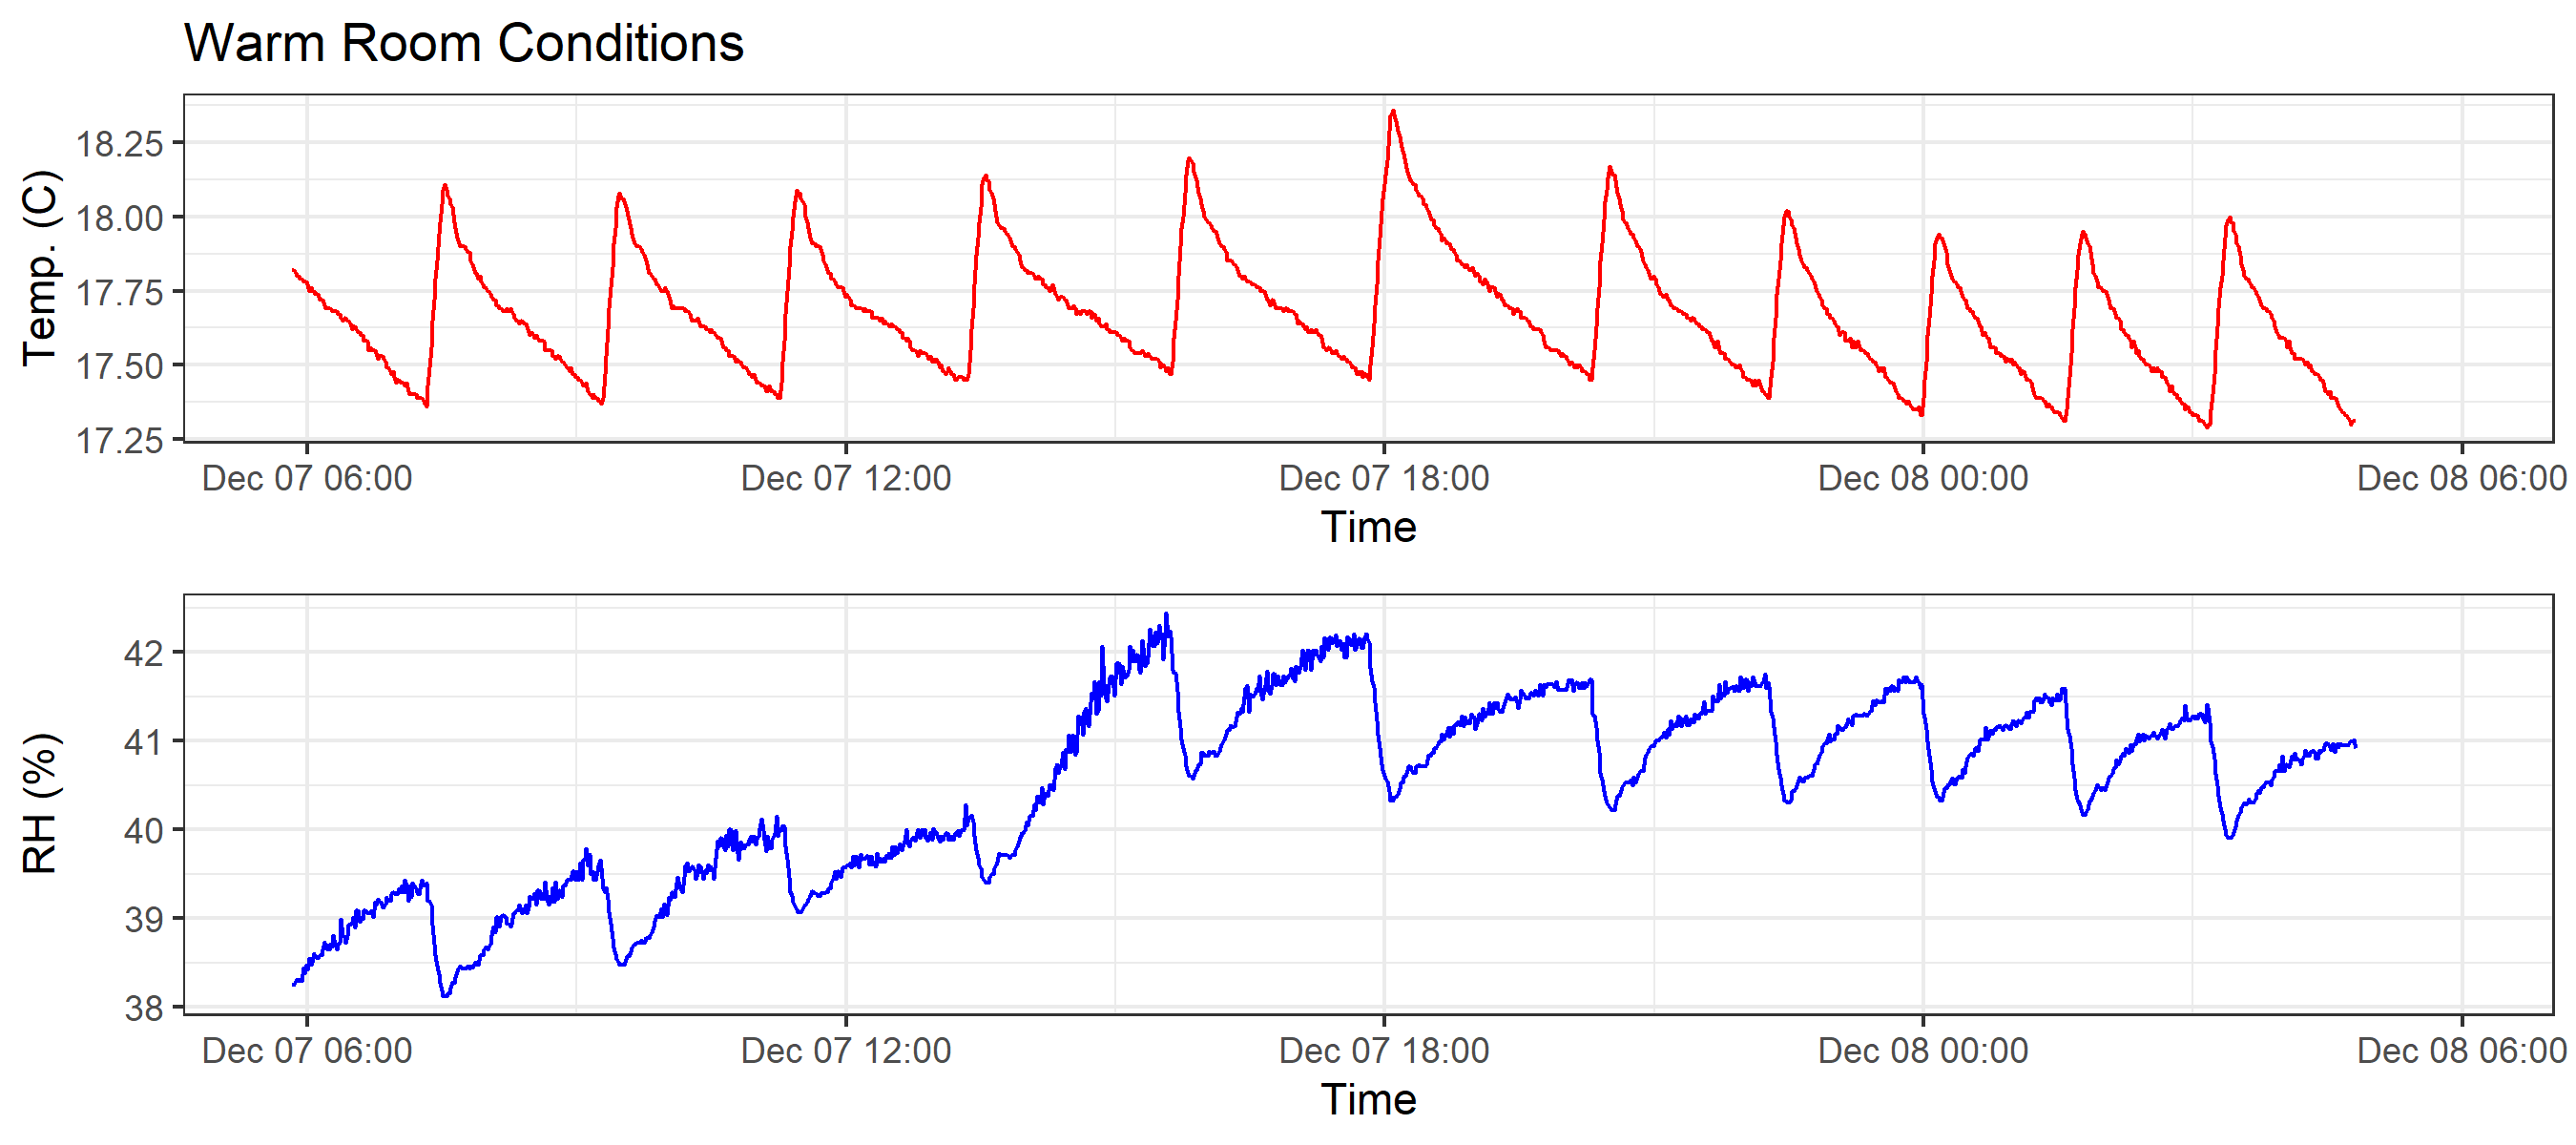 Warm Room Conditions
Temp. (C)
18.25
18.00
17.75
17.50
17.25
Dec 07 06:00 Dec 07 12:00 Dec 07 18:00 Dec 08 00:00 Dec 08 06:00
Time
RH (%)
42
41
40
39
38
Dec 07 06:00 Dec 07 12:00 Dec 07 18:00 Dec 08 00:00 Dec 08 06:00
Time